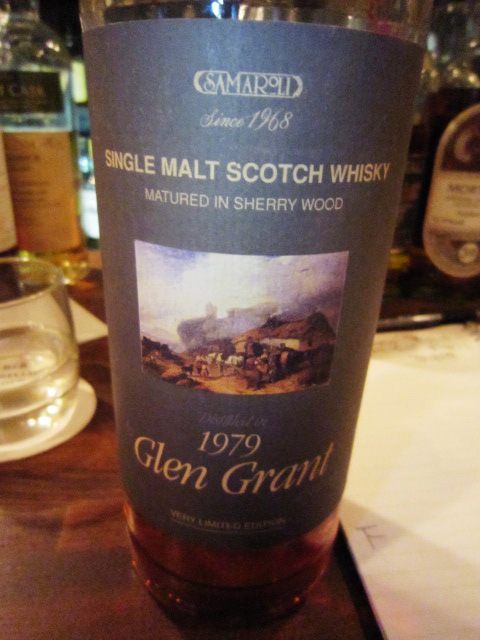 SAMAROLI
Since 1968
SINGLE MALT SCOTCH WHISKY
MATURED IN SHERRY WOOD
Distilled in
1979
Glen Grant
VERY LIMITED EDITION